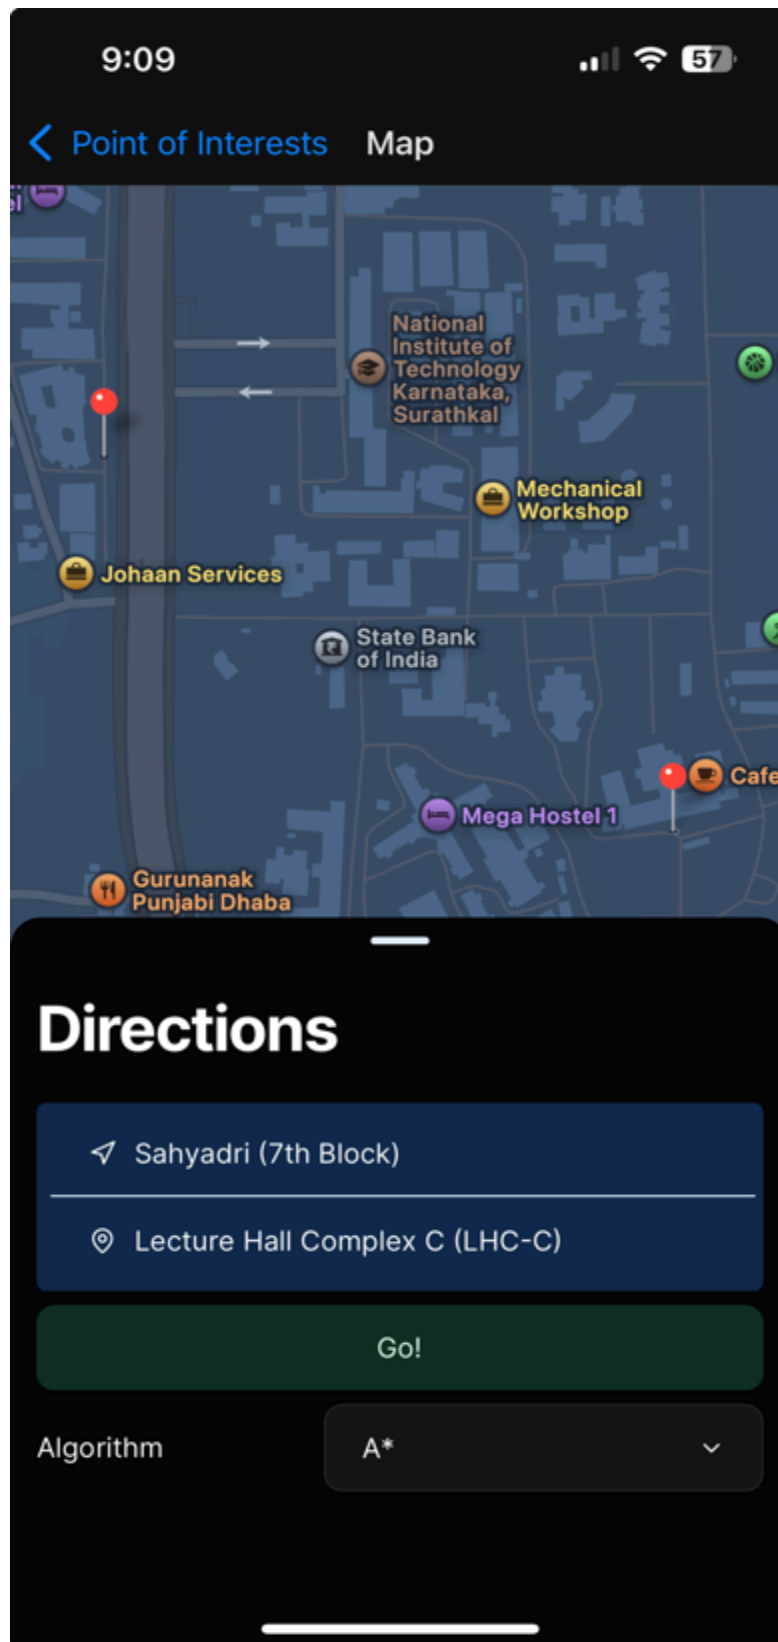 9:09
57
Point of Interests
Map
el
National
Institute of
Technology
Karnataka,
Surathkal
Mechanical
Workshop
Johaan Services
State Bank
of India
Cafe
Mega Hostel 1
Gurunanak
Punjabi Dhaba
Directions
Sahyadri (7th Block)
Lecture Hall Complex C (LHC-C)
Go!
Algorithm
A*